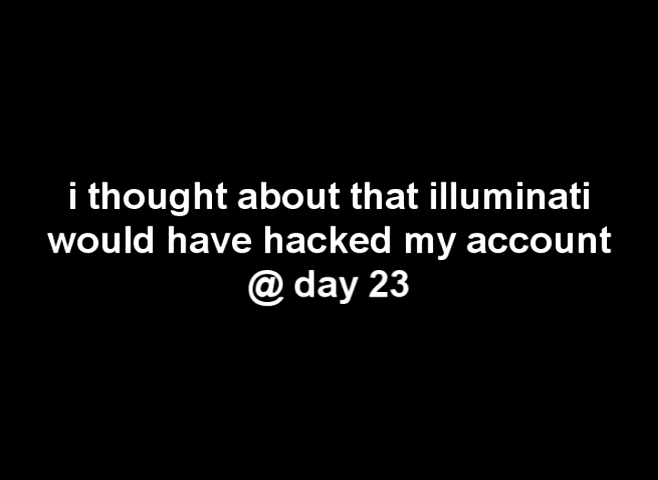 i thought about that illuminati
would have hacked my account
@ day 23